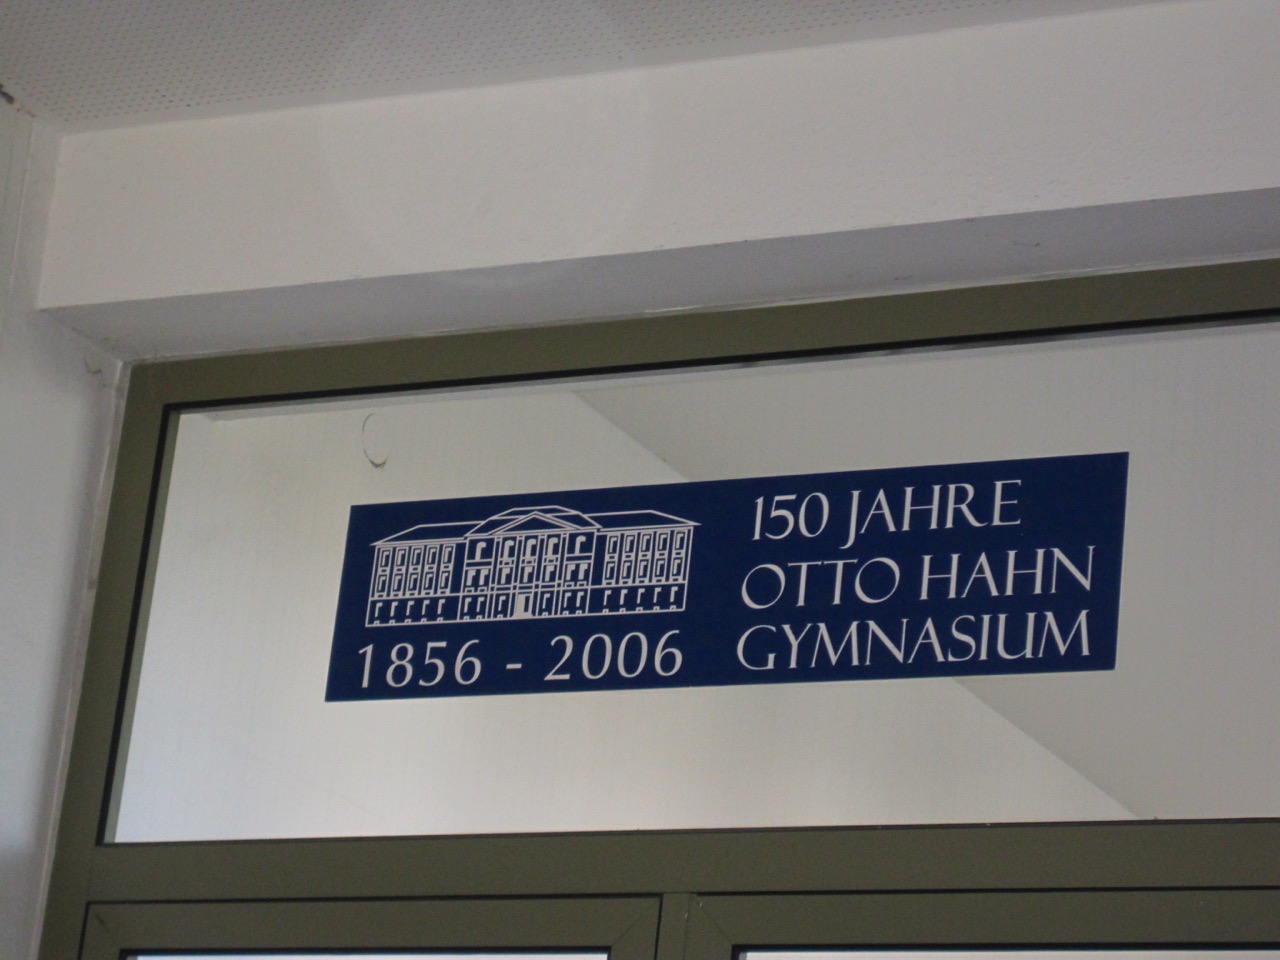 1856 - 2006
150 JAHRE
OTTO HAHN
GYMNASIUM